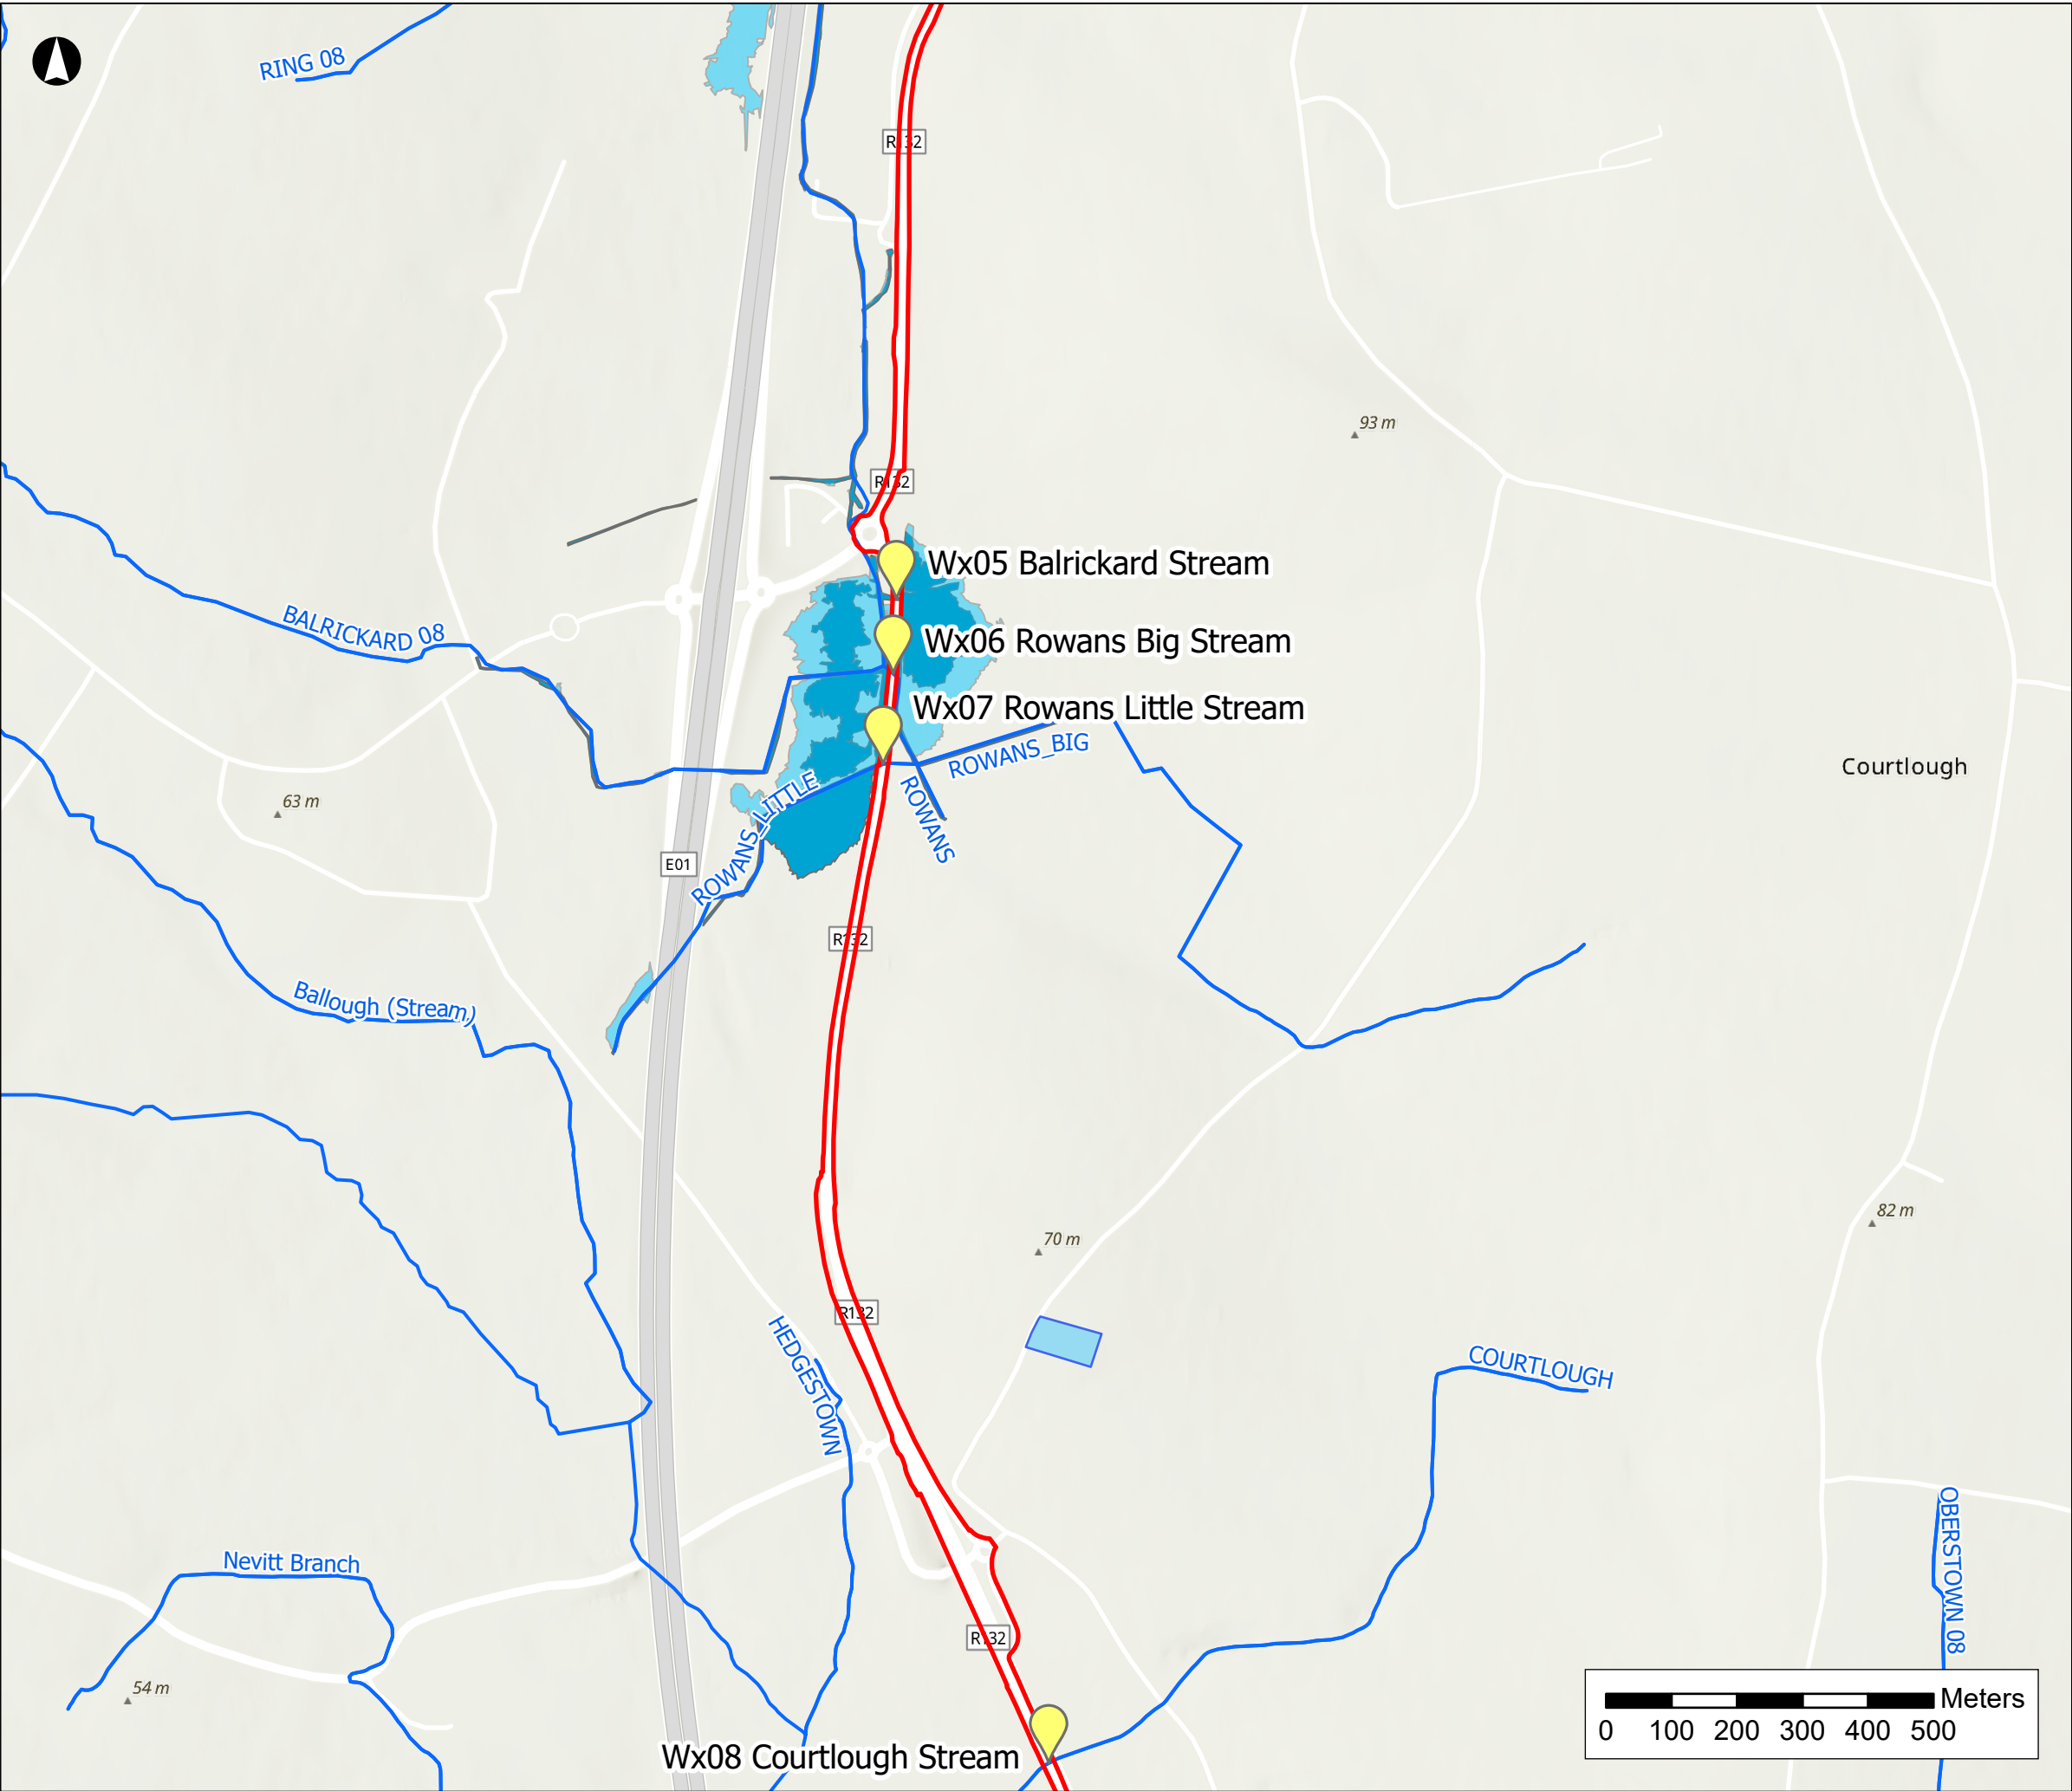 RING 08
R132
93 m
R132
Wx05 Balrickard Stream
BALRICKARD 08
Wx06 Rowans Big Stream
Wx07 Rowans Little Stream
ROWANS_BIG
Courtlough
63 m
ROWANS_LITTLE
ROWANS
E01
R132
Ballough (Stream)
82 m
70 m
R132
HEDGESTOWN
COURTLOUGH
OBERSTOWN 08
Nevitt Branch
R132
54 m
Wx08 Courtlough Stream
Meters
0 100 200 300 400 500